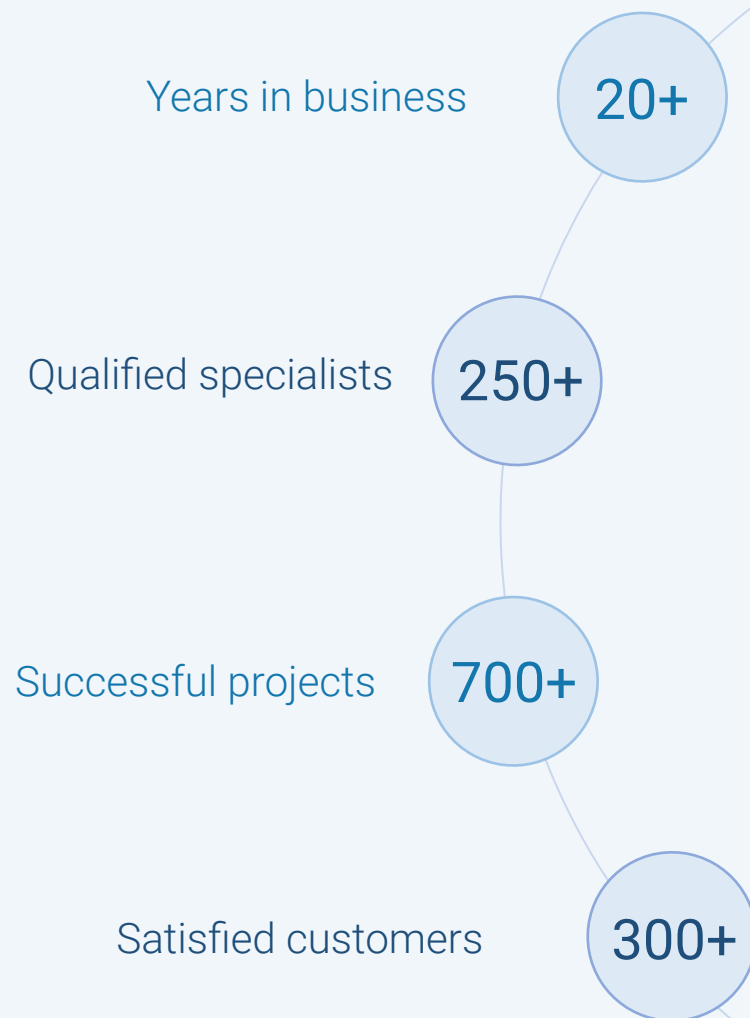 Years in business
20+
Qualified specialists
250+
Successful projects
700+
Satisfied customers
300+